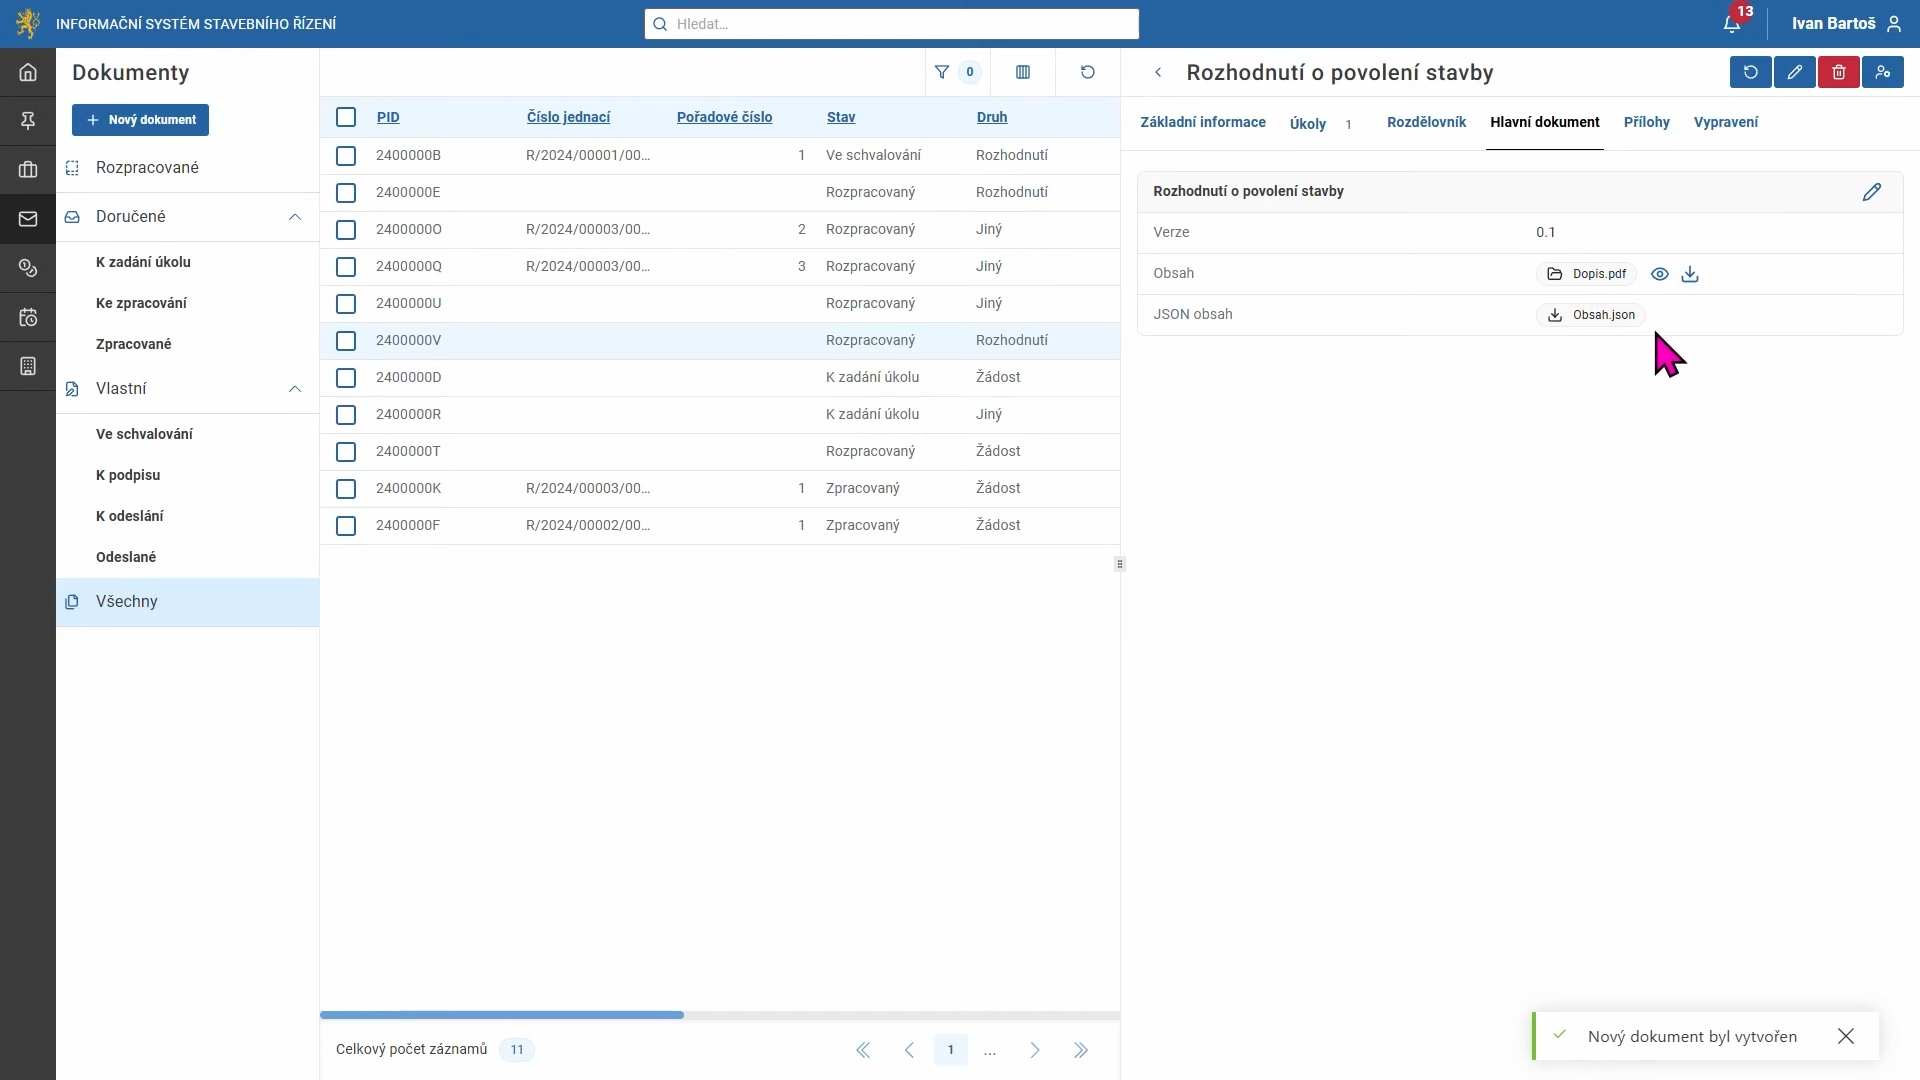 INFORMAČNÍ SYSTÉM STAVEBNÍHO ŘÍZENÍ
Hledat...
13
Ivan Bartoš
Dokumenty
Nový dokument
Rozpracované
Doručené
K zadání úkolu
Ke zpracování
Zpracované
Vlastní
Ve schvalování
K podpisu
K odeslání
Odeslané
Všechny
0
PID Číslo jednací Pořadové číslo Stav Druh
2400000B R/2024/00001/00... 1 Ve schvalování Rozhodnutí
2400000E Rozpracovaný Rozhodnutí
2400000O R/2024/00003/00... 2 Rozpracovaný Jiný
2400000Q R/2024/00003/00... 3 Rozpracovaný Jiný
2400000U Rozpracovaný Jiný
2400000V Rozpracovaný Rozhodnutí
2400000D K zadání úkolu Žádost
2400000R K zadání úkolu Jiný
2400000T Rozpracovaný Žádost
2400000K R/2024/00003/00... 1 Zpracovaný Žádost
2400000F R/2024/00002/00... 1 Zpracovaný Žádost
Celkový počet záznamů 11
1 ...
Rozhodnutí o povolení stavby
Základní informace Úkoly 1 Rozdělovník Hlavní dokument Přílohy Vypravení
Rozhodnutí o povolení stavby
Verze 0.1
Obsah Dopis.pdf
JSON obsah Obsah.json
Nový dokument byl vytvořen